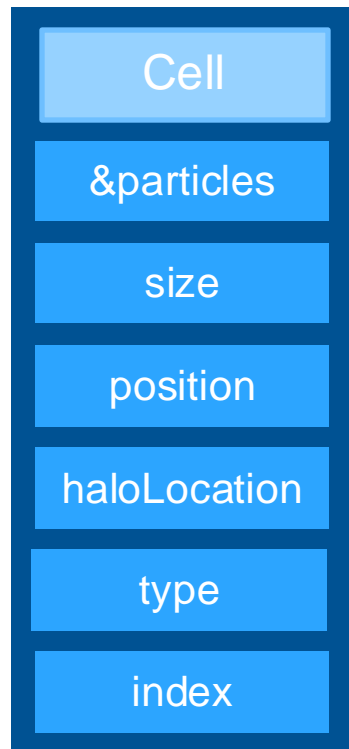 Cell
&particles
size
position
haloLocation
type
index